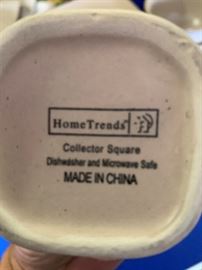 HomeTrends
Collector Square
Dishwasher and Microwave Safe
MADE IN CHINA